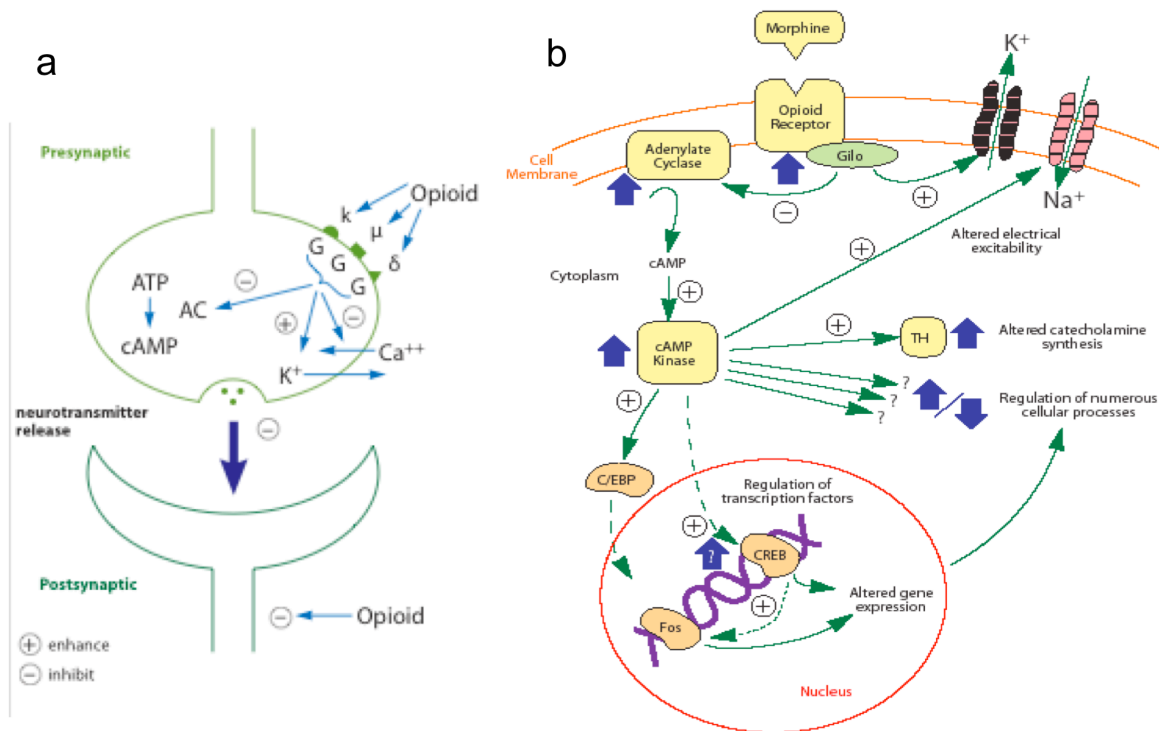 a
Presynaptic
Opioid
k
μ
δ
G
G
G
ATP
−
AC
cAMP
+
−
Ca++
K+
neurotransmitter
release
−
Postsynaptic
−
Opioid
+ enhance
− inhibit
b
Morphine
K+
Opioid
Receptor
Adenylate
Cyclase
Gilo
Cell
Membrane
−
+
Na+
Altered electrical
excitability
cAMP
Cytoplasm
+
+
cAMP
Kinase
+
TH
Altered catecholamine
synthesis
?
?
?
Regulation of numerous
cellular processes
+
C/EBP
Regulation of
transcription factors
+
?
CREB
+
Fos
Altered gene
expression
Nucleus